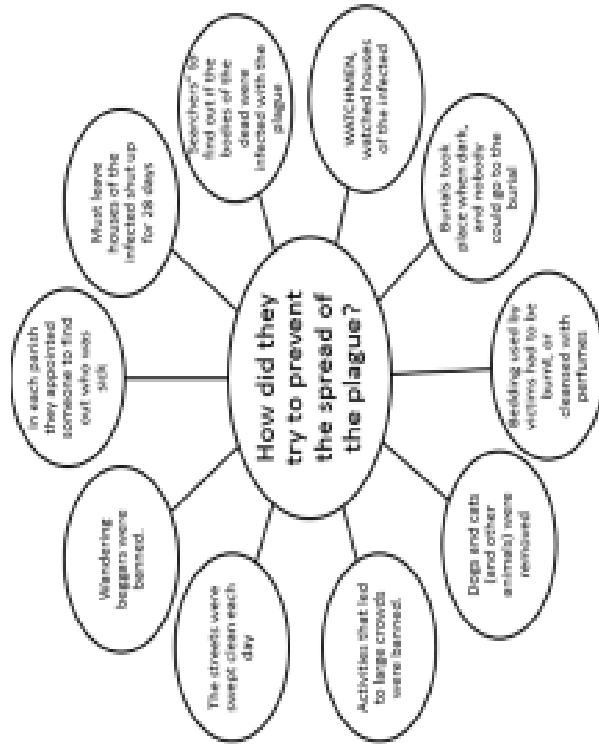 In each parish
they appointed
someone to find
out who was
sick
Wandering
beggars were
banned.
Must leave
houses of the
infected shut up
for 28 days
The streets were
swept clean each
day
"Searchers" to
find out if the
bodies of the
dead were
infected with the
plague
How did they
try to prevent
the spread of
the plague?
Activities that led
to large crowds
were banned.
WATCHMEN,
watched houses
of the infected
Dogs and cats
(and other
animals) were
removed
Burials took
place when dark,
and nobody
could go to the
burial
Bedding used by
victims had to be
burnt, or
cleansed with
perfumes